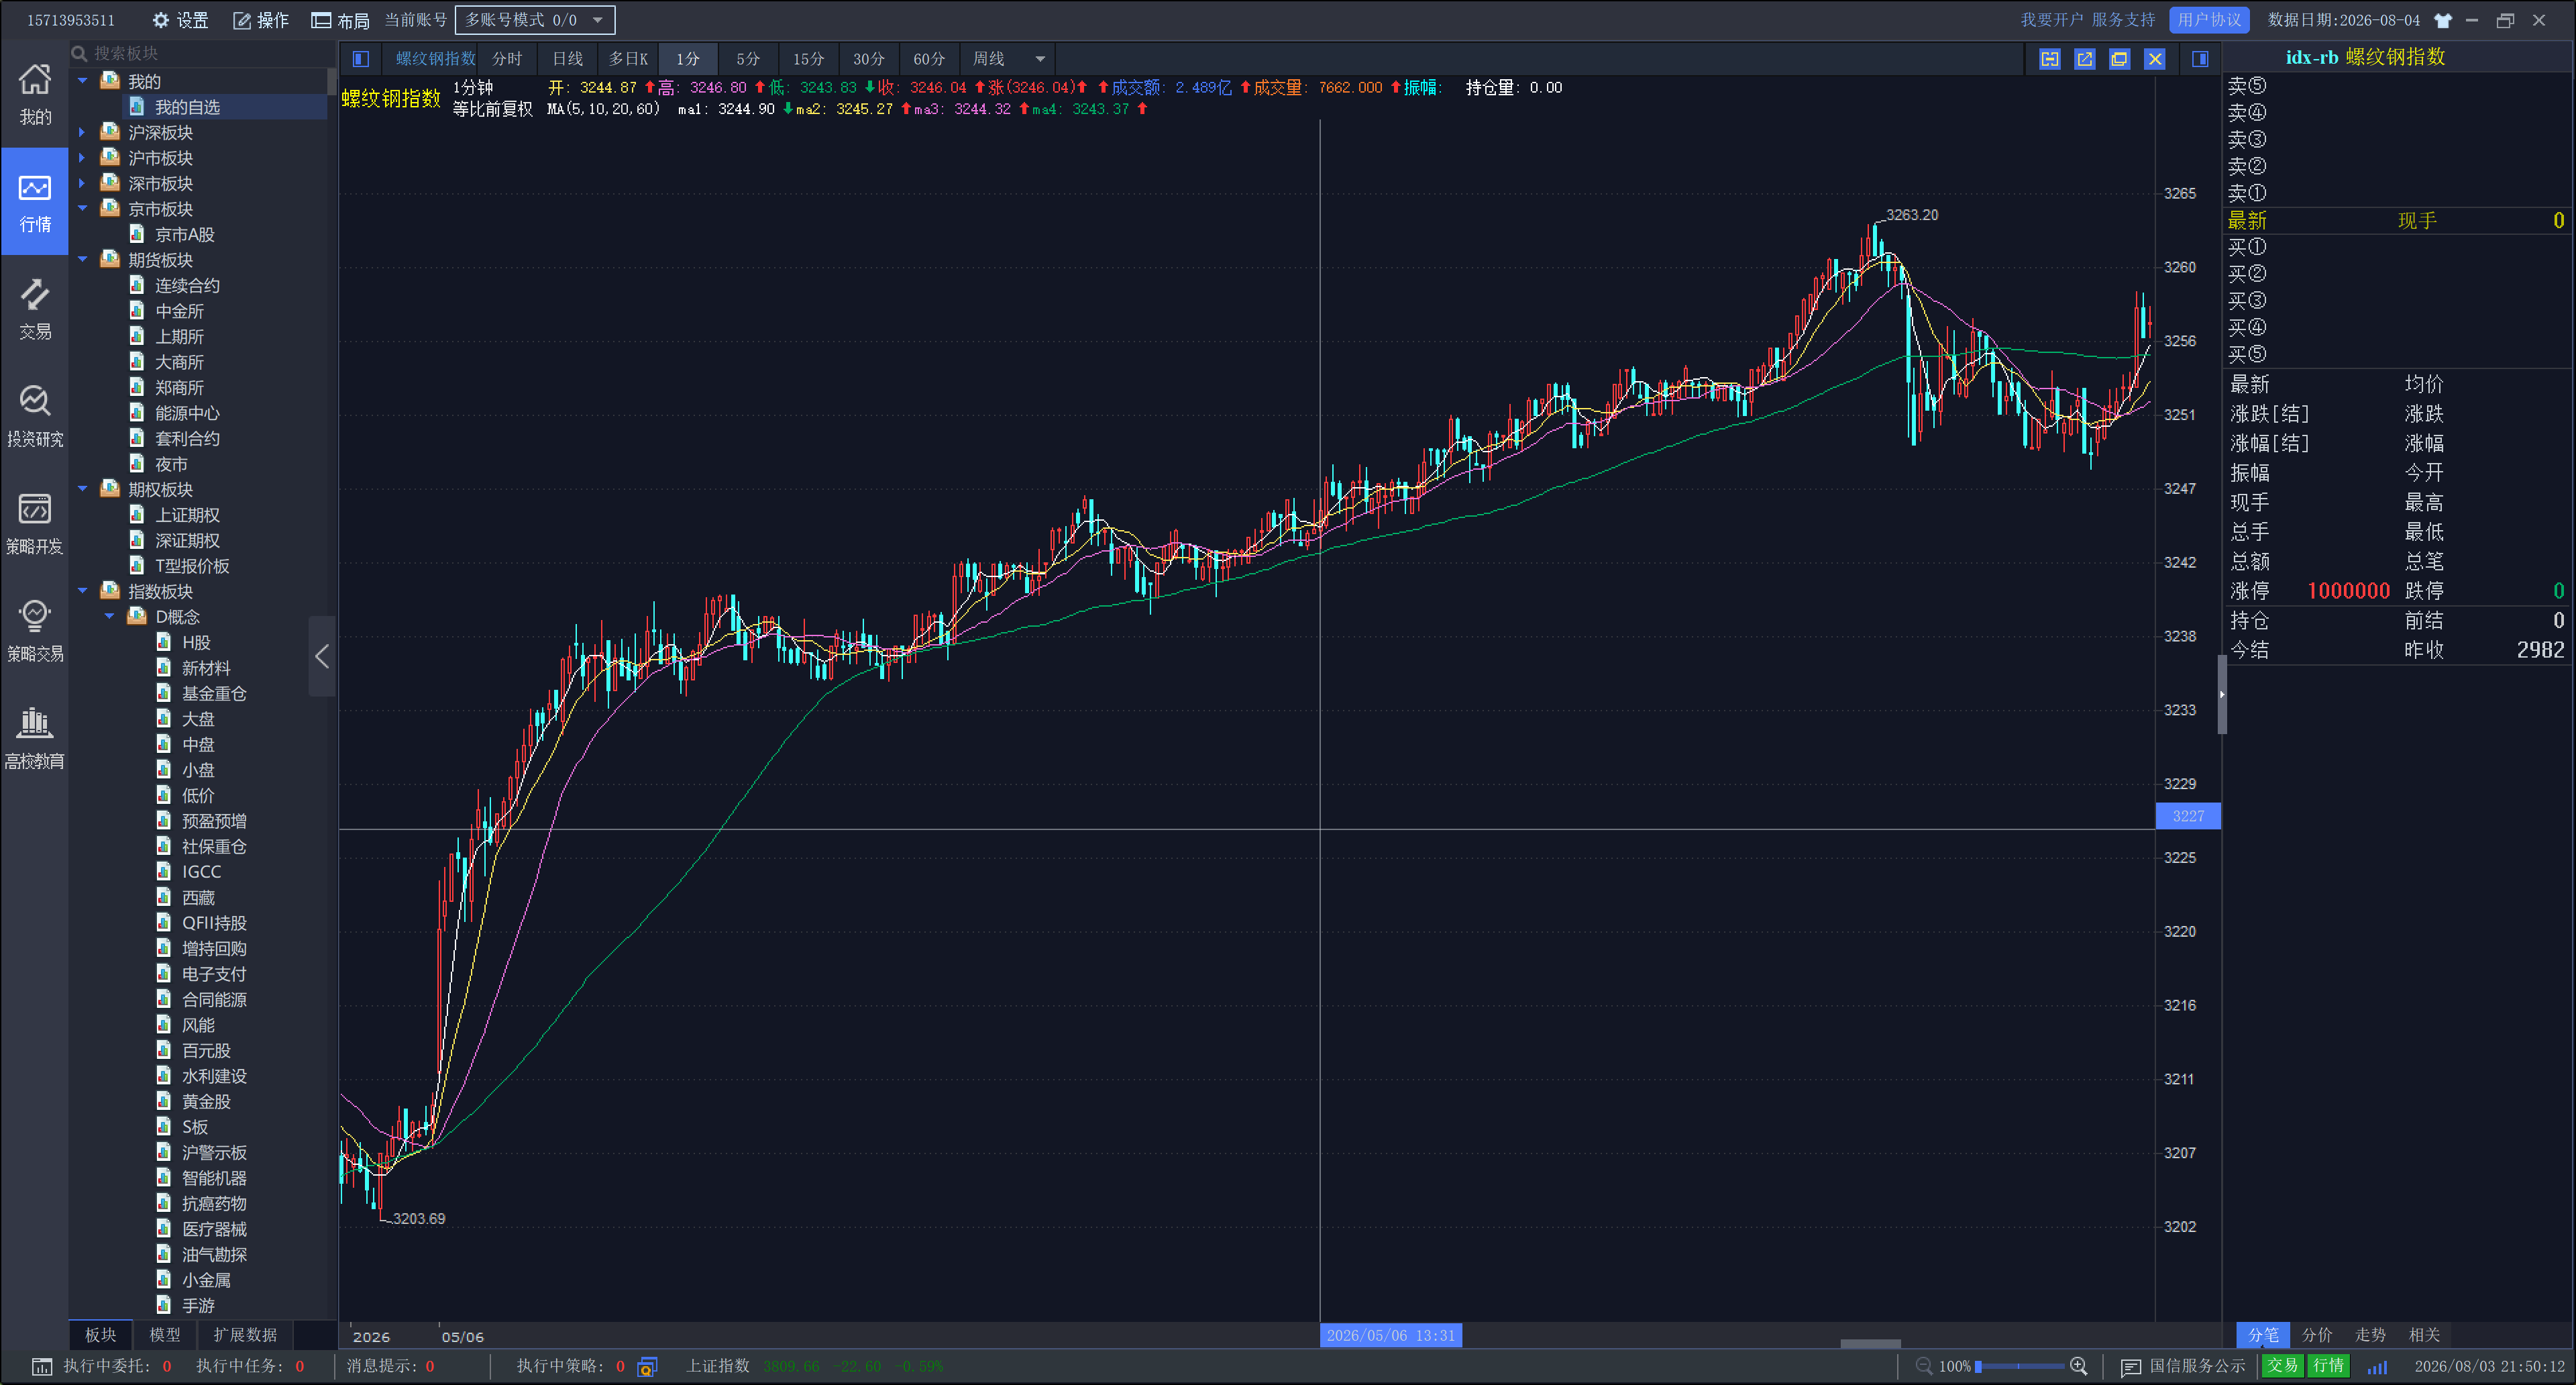 15713953511 设置 操作 布局 当前账号 多账号模式 0/0 我要开户 服务支持 用户协议 数据日期:2026-08-04
我的
行情
交易
投资研究
策略开发
策略交易
高校教育
搜索板块
我的
我的自选
沪深板块
沪市板块
深市板块
京市板块
京市A股
期货板块
连续合约
中金所
上期所
大商所
郑商所
能源中心
套利合约
夜市
期权板块
上证期权
深证期权
T型报价板
指数板块
D概念
H股
新材料
基金重仓
大盘
中盘
小盘
低价
预盈预增
社保重仓
IGCC
西藏
QFII持股
增持回购
电子支付
合同能源
风能
百元股
水利建设
黄金股
S板
沪警示板
智能机器
抗癌药物
医疗器械
油气勘探
小金属
手游
板块 模型 扩展数据
螺纹钢指数 分时 日线 多日K 1分 5分 15分 30分 60分 周线
螺纹钢指数
1分钟 开: 3244.87 ↑高: 3246.80 ↑低: 3243.83 ↓收: 3246.04 ↑涨(3246.04)↑ ↑成交额: 2.489亿 ↑成交量: 7662.000 ↑振幅: 持仓量: 0.00
等比前复权 MA(5,10,20,60) ma1: 3244.90 ↓ma2: 3245.27 ↑ma3: 3244.32 ↑ma4: 3243.37 ↑
3263.20
3203.69
3265
3260
3256
3251
3247
3242
3238
3233
3229
3227
3225
3220
3216
3211
3207
3202
2026 05/06 2026/05/06 13:31
idx-rb 螺纹钢指数
卖⑤
卖④
卖③
卖②
卖①
最新 现手 0
买①
买②
买③
买④
买⑤
最新 均价
涨跌[结] 涨跌
涨幅[结] 涨幅
振幅 今开
现手 最高
总手 最低
总额 总笔
涨停 1000000 跌停 0
持仓 前结 0
今结 昨收 2982
分笔 分价 走势 相关
执行中委托: 0 执行中任务: 0 消息提示: 0 执行中策略: 0 上证指数 3809.66 -22.60 -0.59% 100% 国信服务公示 交易 行情 2026/08/03 21:50:12